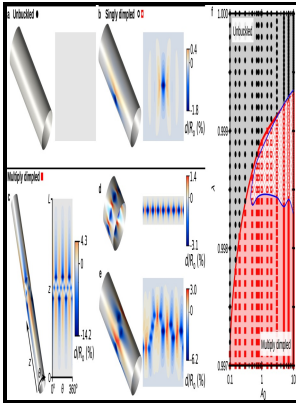 a Unbuckled
b Singly dimpled
0.4
0
-1.8
d/R₀ (%)
Multiply dimpled
c
L
z
0
0° θ 360°
4.3
0
-14.2
d/R₀ (%)
z
θ
d
1.4
0
-3.1
d/R₀ (%)
e
3.0
0
-6.2
d/R₀ (%)
f
1.000
0.999
0.998
0.997
Λ
Unbuckled
Multiply dimpled
0.1
1
10
A₀